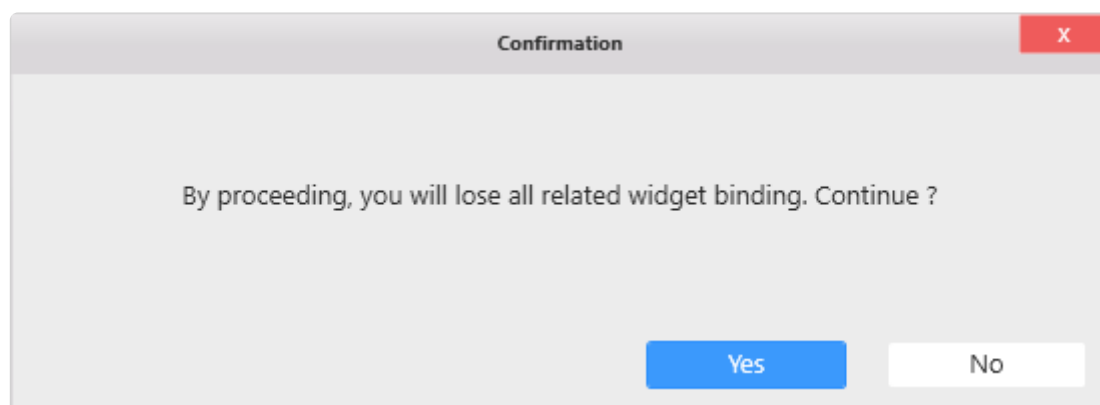 Confirmation
X
By proceeding, you will lose all related widget binding. Continue ?
Yes
No